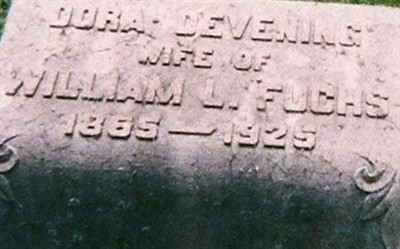 DORA DEVENING
WIFE OF
WILLIAM L. FUCHS
1865—1925